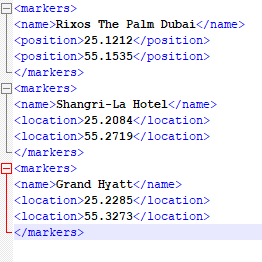 <markers>
<name>Rixos The Palm Dubai</name>
<position>25.1212</position>
<position>55.1535</position>
</markers>
<markers>
<name>Shangri-La Hotel</name>
<location>25.2084</location>
<location>55.2719</location>
</markers>
<markers>
<name>Grand Hyatt</name>
<location>25.2285</location>
<location>55.3273</location>
</markers>